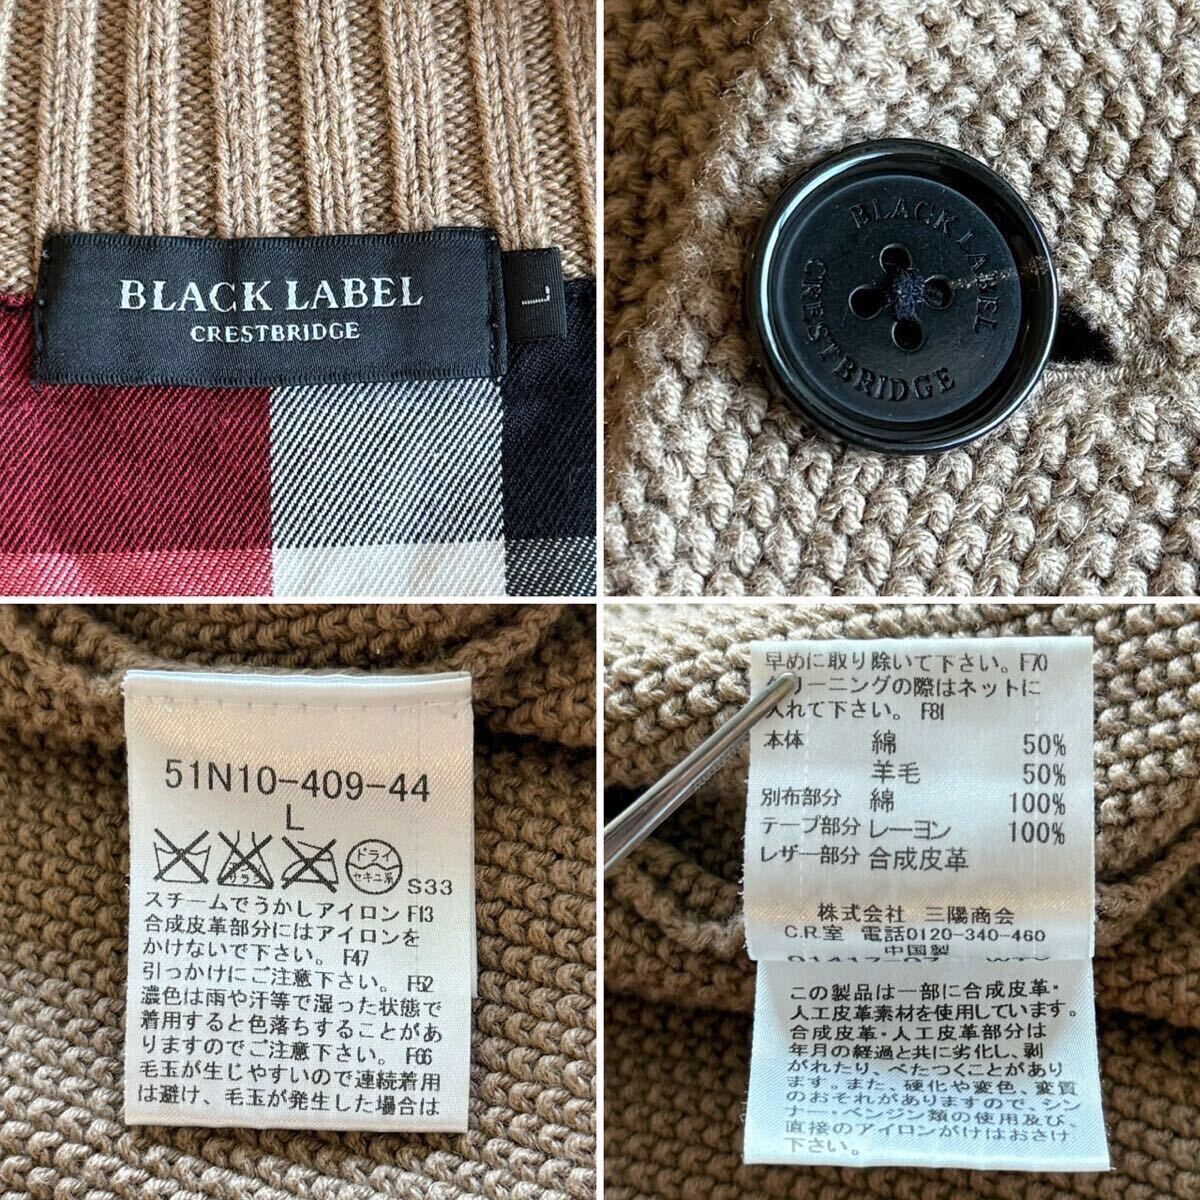 BLACK LABEL
CRESTBRIDGE
L
BLACK LABEL
CRESTBRIDGE
51N10-409-44
L
ドライ
セキユ系
S33
スチームでうかしアイロン F13
合成皮革部分にはアイロンを
かけないで下さい。 F47
引っかけにご注意下さい。 F52
濃色は雨や汗等で湿った状態で
着用すると色落ちすることがあ
りますのでご注意下さい。 F06
毛玉が生じやすいので連続着用
は避け、毛玉が発生した場合は
早めに取り除いて下さい。F70
クリーニングの際はネットに
入れて下さい。 F81
本体 綿 50%
羊毛 50%
別布部分 綿 100%
テープ部分 レーヨン 100%
レザー部分 合成皮革
株式会社 三陽商会
C.R.室 電話0120-340-460
中国製
この製品は一部に合成皮革・
人工皮革素材を使用しています。
合成皮革・人工皮革部分は
年月の経過と共に劣化し、剥
がれたり、べたつくことがあり
ます。また、硬化や変色、変質
のおそれがありますので、シン
ナー・ベンジン類の使用及び、
直接のアイロンがけはおさけ
下さい。